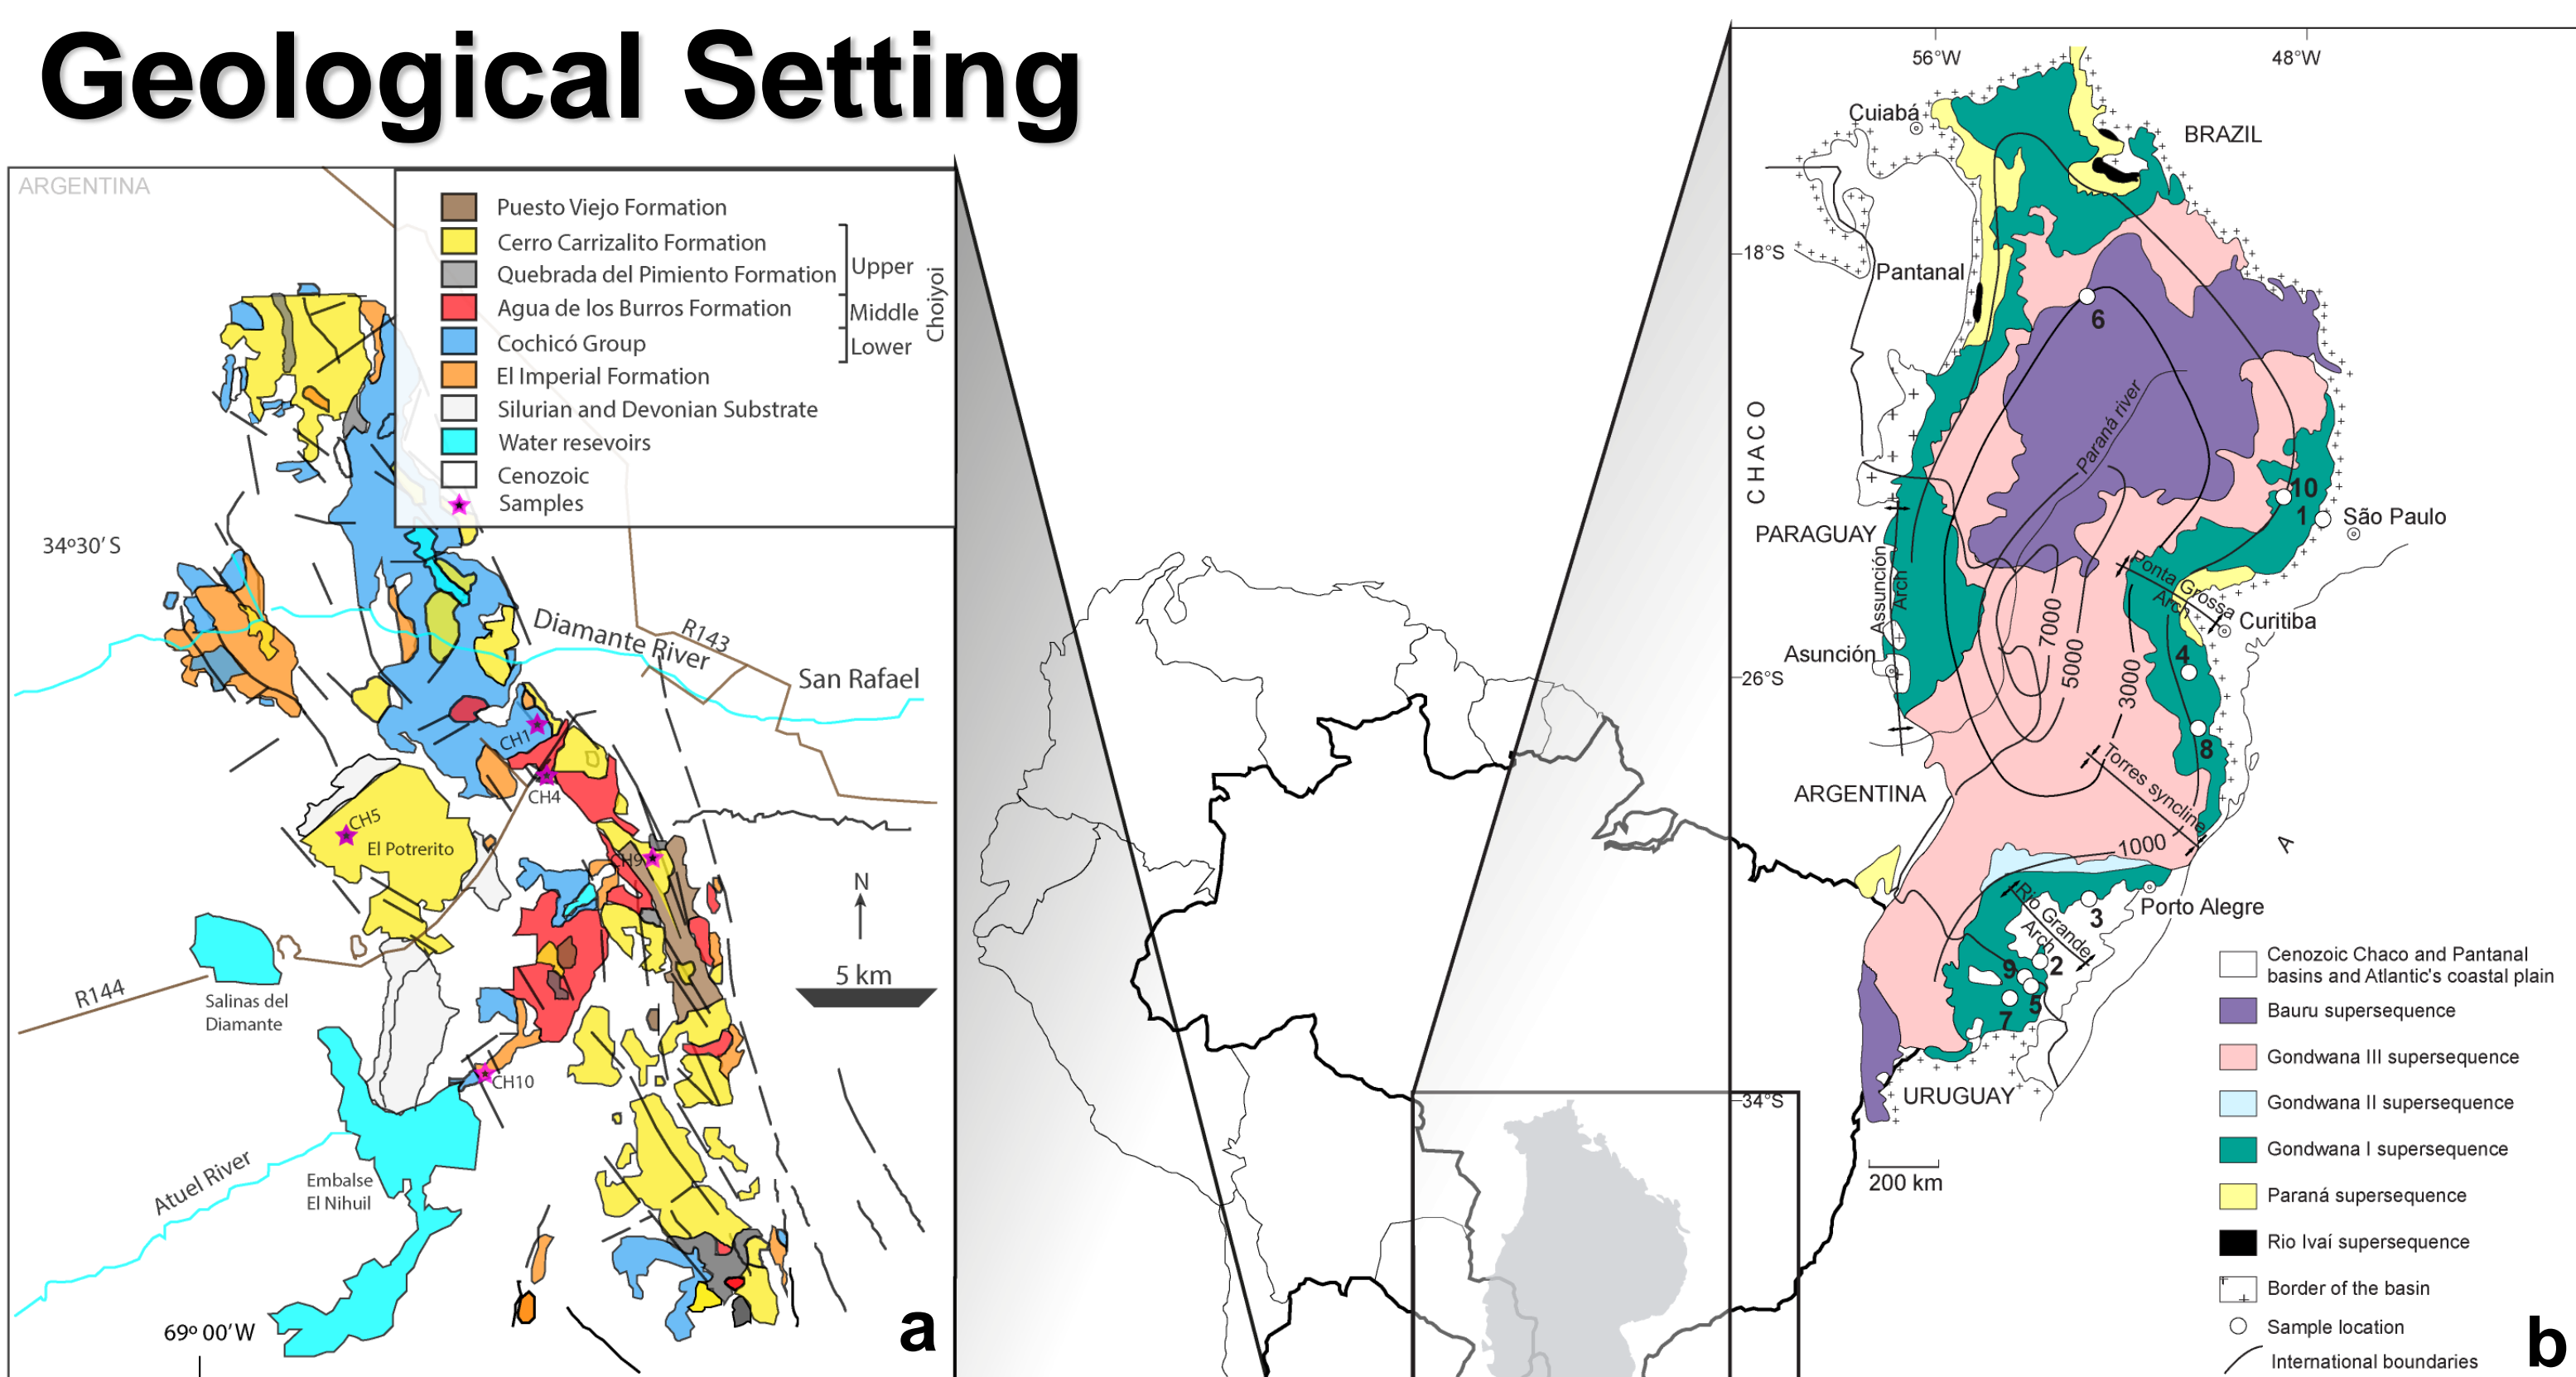 Geological Setting
ARGENTINA
Puesto Viejo Formation
Cerro Carrizalito Formation
Quebrada del Pimiento Formation
Agua de los Burros Formation
Cochicó Group
El Imperial Formation
Silurian and Devonian Substrate
Water resevoirs
Cenozoic
Samples
Upper
Middle
Lower
Choiyoi
34º30' S
Diamante River
R143
San Rafael
CH1
CH4
CH5
El Potrerito
CH9
N
5 km
R144
Salinas del
Diamante
CH10
Atuel River
Embalse
El Nihuil
69º 00' W
a
56°W
48°W
Cuiabá
BRAZIL
18°S
Pantanal
6
CHACO
Paraná river
10
1
São Paulo
PARAGUAY
Assunción
Arch
Ponta Grossa
Arch
Curitiba
Asunción
26°S
7000
5000
3000
4
8
Torres syncline
ARGENTINA
1000
A
Rio Grande
Arch
3
Porto Alegre
9
2
5
7
URUGUAY
34°S
200 km
Cenozoic Chaco and Pantanal
basins and Atlantic's coastal plain
Bauru supersequence
Gondwana III supersequence
Gondwana II supersequence
Gondwana I supersequence
Paraná supersequence
Rio Ivaí supersequence
Border of the basin
Sample location
International boundaries
b